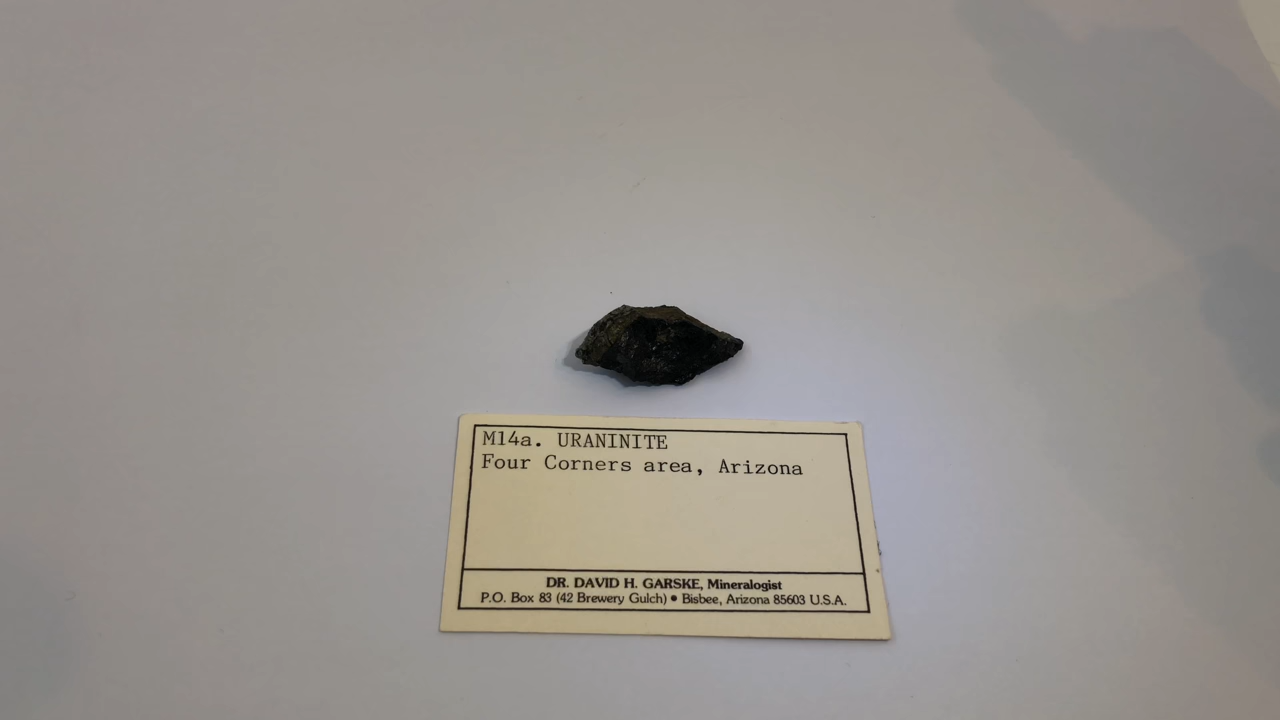 M14a. URANINITE
Four Corners area, Arizona
DR. DAVID H. GARSKE, Mineralogist
P.O. Box 83 (42 Brewery Gulch) • Bisbee, Arizona 85603 U.S.A.